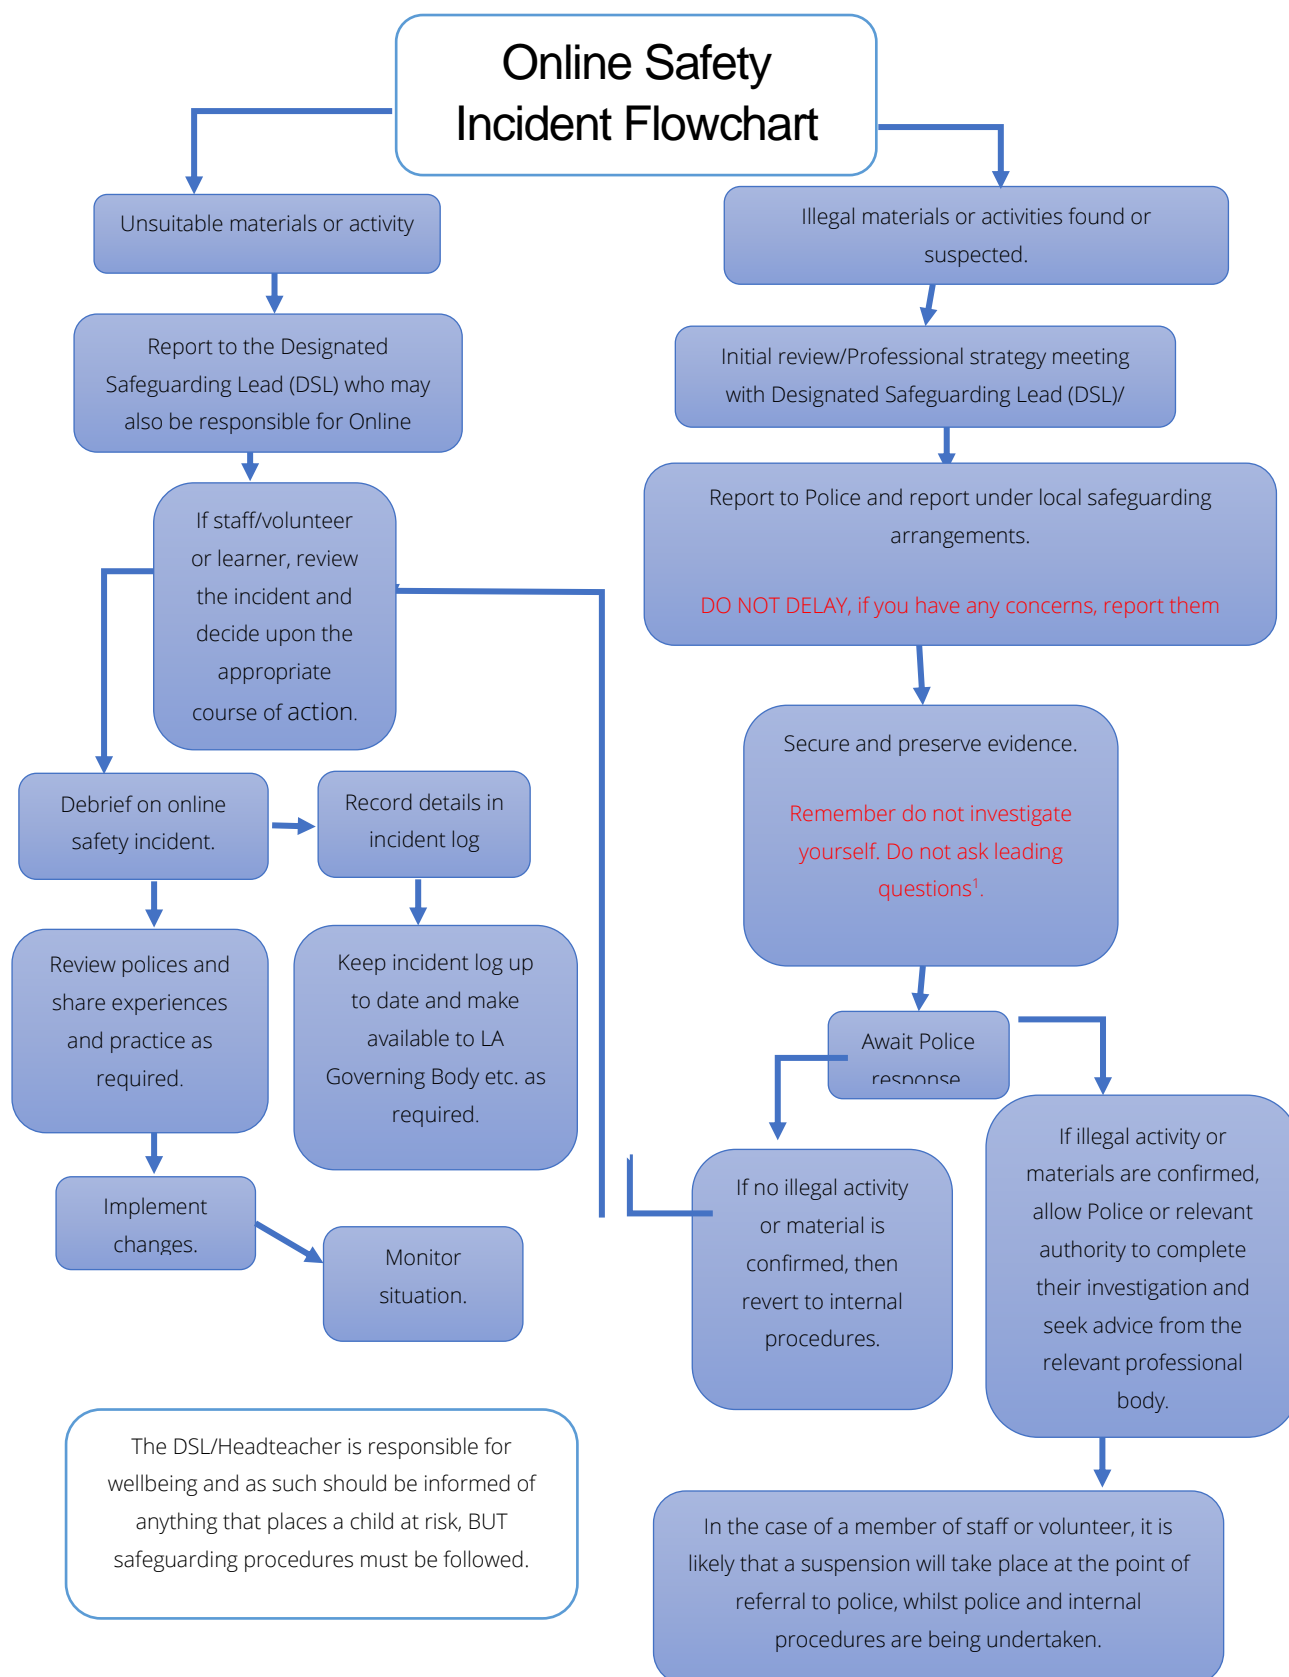 Online Safety
Incident Flowchart
Unsuitable materials or activity
Report to the Designated
Safeguarding Lead (DSL) who may
also be responsible for Online
If staff/volunteer
or learner, review
the incident and
decide upon the
appropriate
course of action.
Debrief on online
safety incident.
Record details in
incident log
Review polices and
share experiences
and practice as
required.
Keep incident log up
to date and make
available to LA
Governing Body etc. as
required.
Implement
changes.
Monitor
situation.
The DSL/Headteacher is responsible for
wellbeing and as such should be informed of
anything that places a child at risk, BUT
safeguarding procedures must be followed.
Illegal materials or activities found or
suspected.
Initial review/Professional strategy meeting
with Designated Safeguarding Lead (DSL)/
Report to Police and report under local safeguarding
arrangements.
DO NOT DELAY, if you have any concerns, report them
Secure and preserve evidence.
Remember do not investigate
yourself. Do not ask leading
questions¹.
Await Police
response
If no illegal activity
or material is
confirmed, then
revert to internal
procedures.
If illegal activity or
materials are confirmed,
allow Police or relevant
authority to complete
their investigation and
seek advice from the
relevant professional
body.
In the case of a member of staff or volunteer, it is
likely that a suspension will take place at the point of
referral to police, whilst police and internal
procedures are being undertaken.